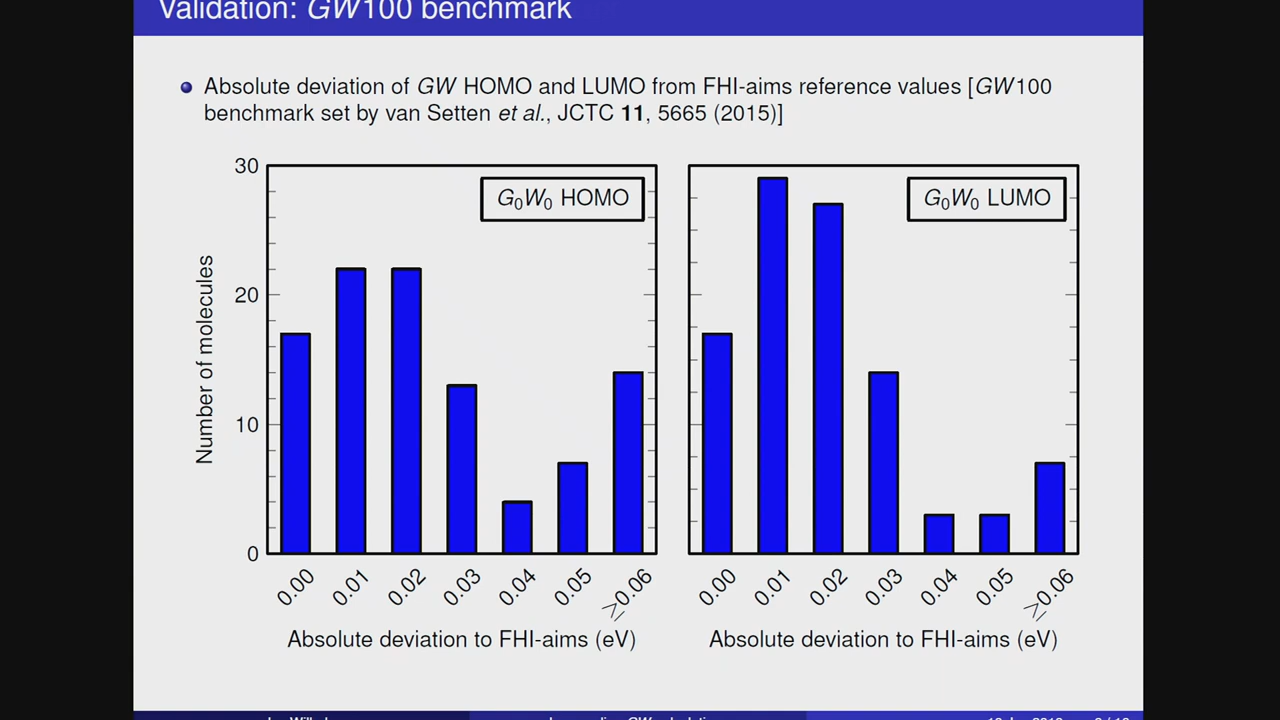 Validation: GW100 benchmark
Absolute deviation of GW HOMO and LUMO from FHI-aims reference values [GW100
benchmark set by van Setten et al., JCTC 11, 5665 (2015)]
30
20
10
0
Number of molecules
G₀W₀ HOMO
G₀W₀ LUMO
0.00 0.01 0.02 0.03 0.04 0.05 ≥0.06
0.00 0.01 0.02 0.03 0.04 0.05 ≥0.06
Absolute deviation to FHI-aims (eV)
Absolute deviation to FHI-aims (eV)